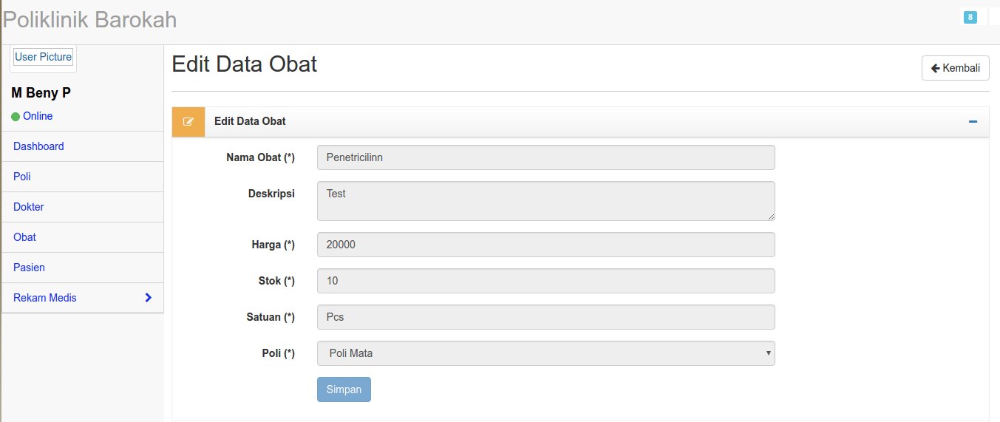 Poliklinik Barokah
8
User Picture
M Beny P
Online
Dashboard
Poli
Dokter
Obat
Pasien
Rekam Medis
Edit Data Obat
Kembali
Edit Data Obat
Nama Obat (*) Penetricilinn
Deskripsi Test
Harga (*) 20000
Stok (*) 10
Satuan (*) Pcs
Poli (*) Poli Mata
Simpan